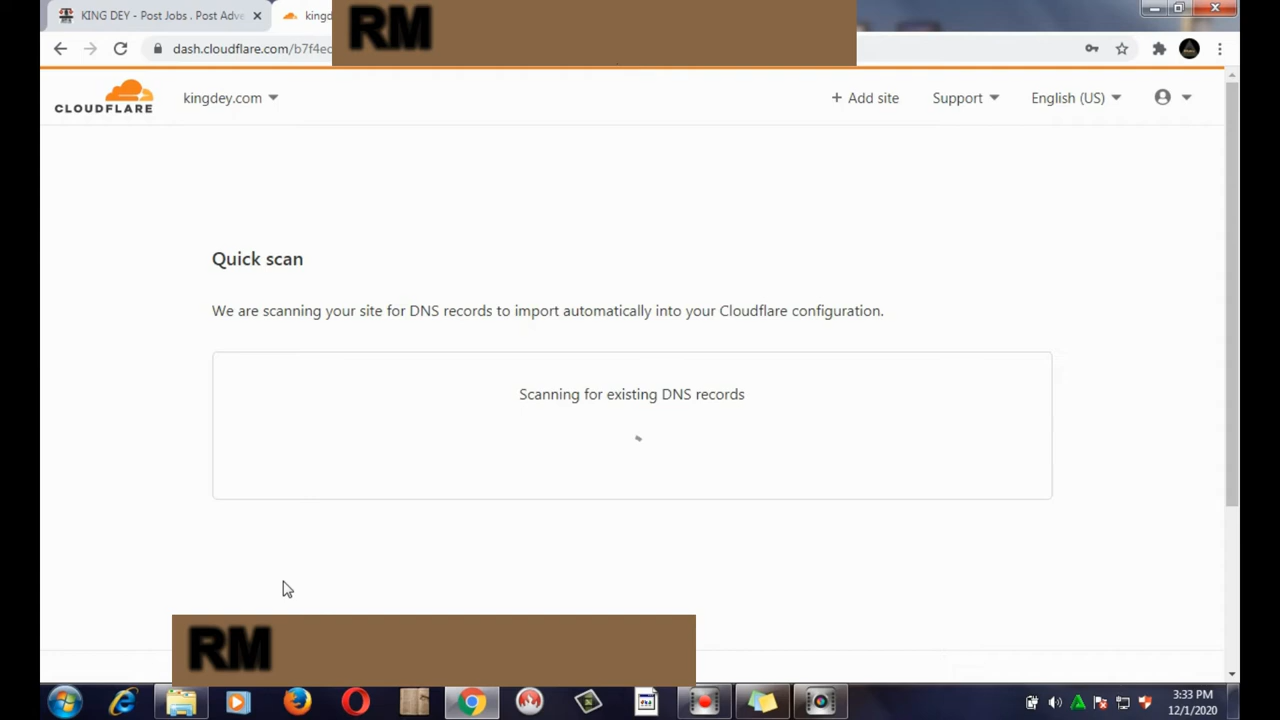 KING DEY - Post Jobs . Post Adve
kingd
RM
dash.cloudflare.com/b7f4ec
CLOUDFLARE
kingdey.com
+ Add site
Support
English (US)
Quick scan
We are scanning your site for DNS records to import automatically into your Cloudflare configuration.
Scanning for existing DNS records
RM
3:33 PM
12/1/2020